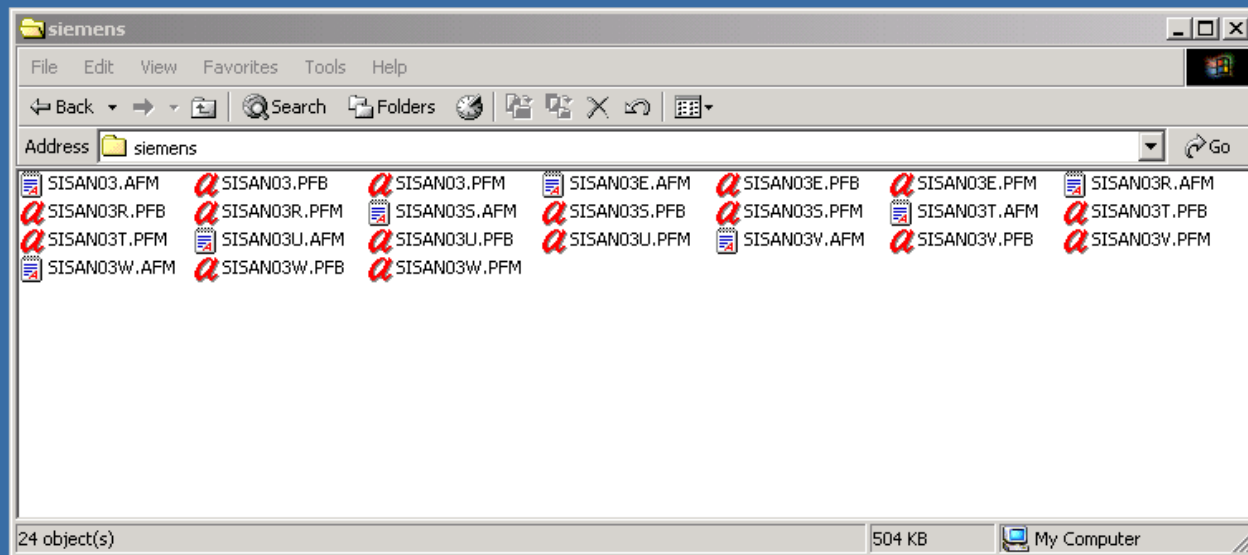 siemens
File Edit View Favorites Tools Help
Back Search Folders
Address siemens Go
SISAN03.AFM SISAN03.PFB SISAN03.PFM SISAN03E.AFM SISAN03E.PFB SISAN03E.PFM SISAN03R.AFM
SISAN03R.PFB SISAN03R.PFM SISAN03S.AFM SISAN03S.PFB SISAN03S.PFM SISAN03T.AFM SISAN03T.PFB
SISAN03T.PFM SISAN03U.AFM SISAN03U.PFB SISAN03U.PFM SISAN03V.AFM SISAN03V.PFB SISAN03V.PFM
SISAN03W.AFM SISAN03W.PFB SISAN03W.PFM
24 object(s) 504 KB My Computer